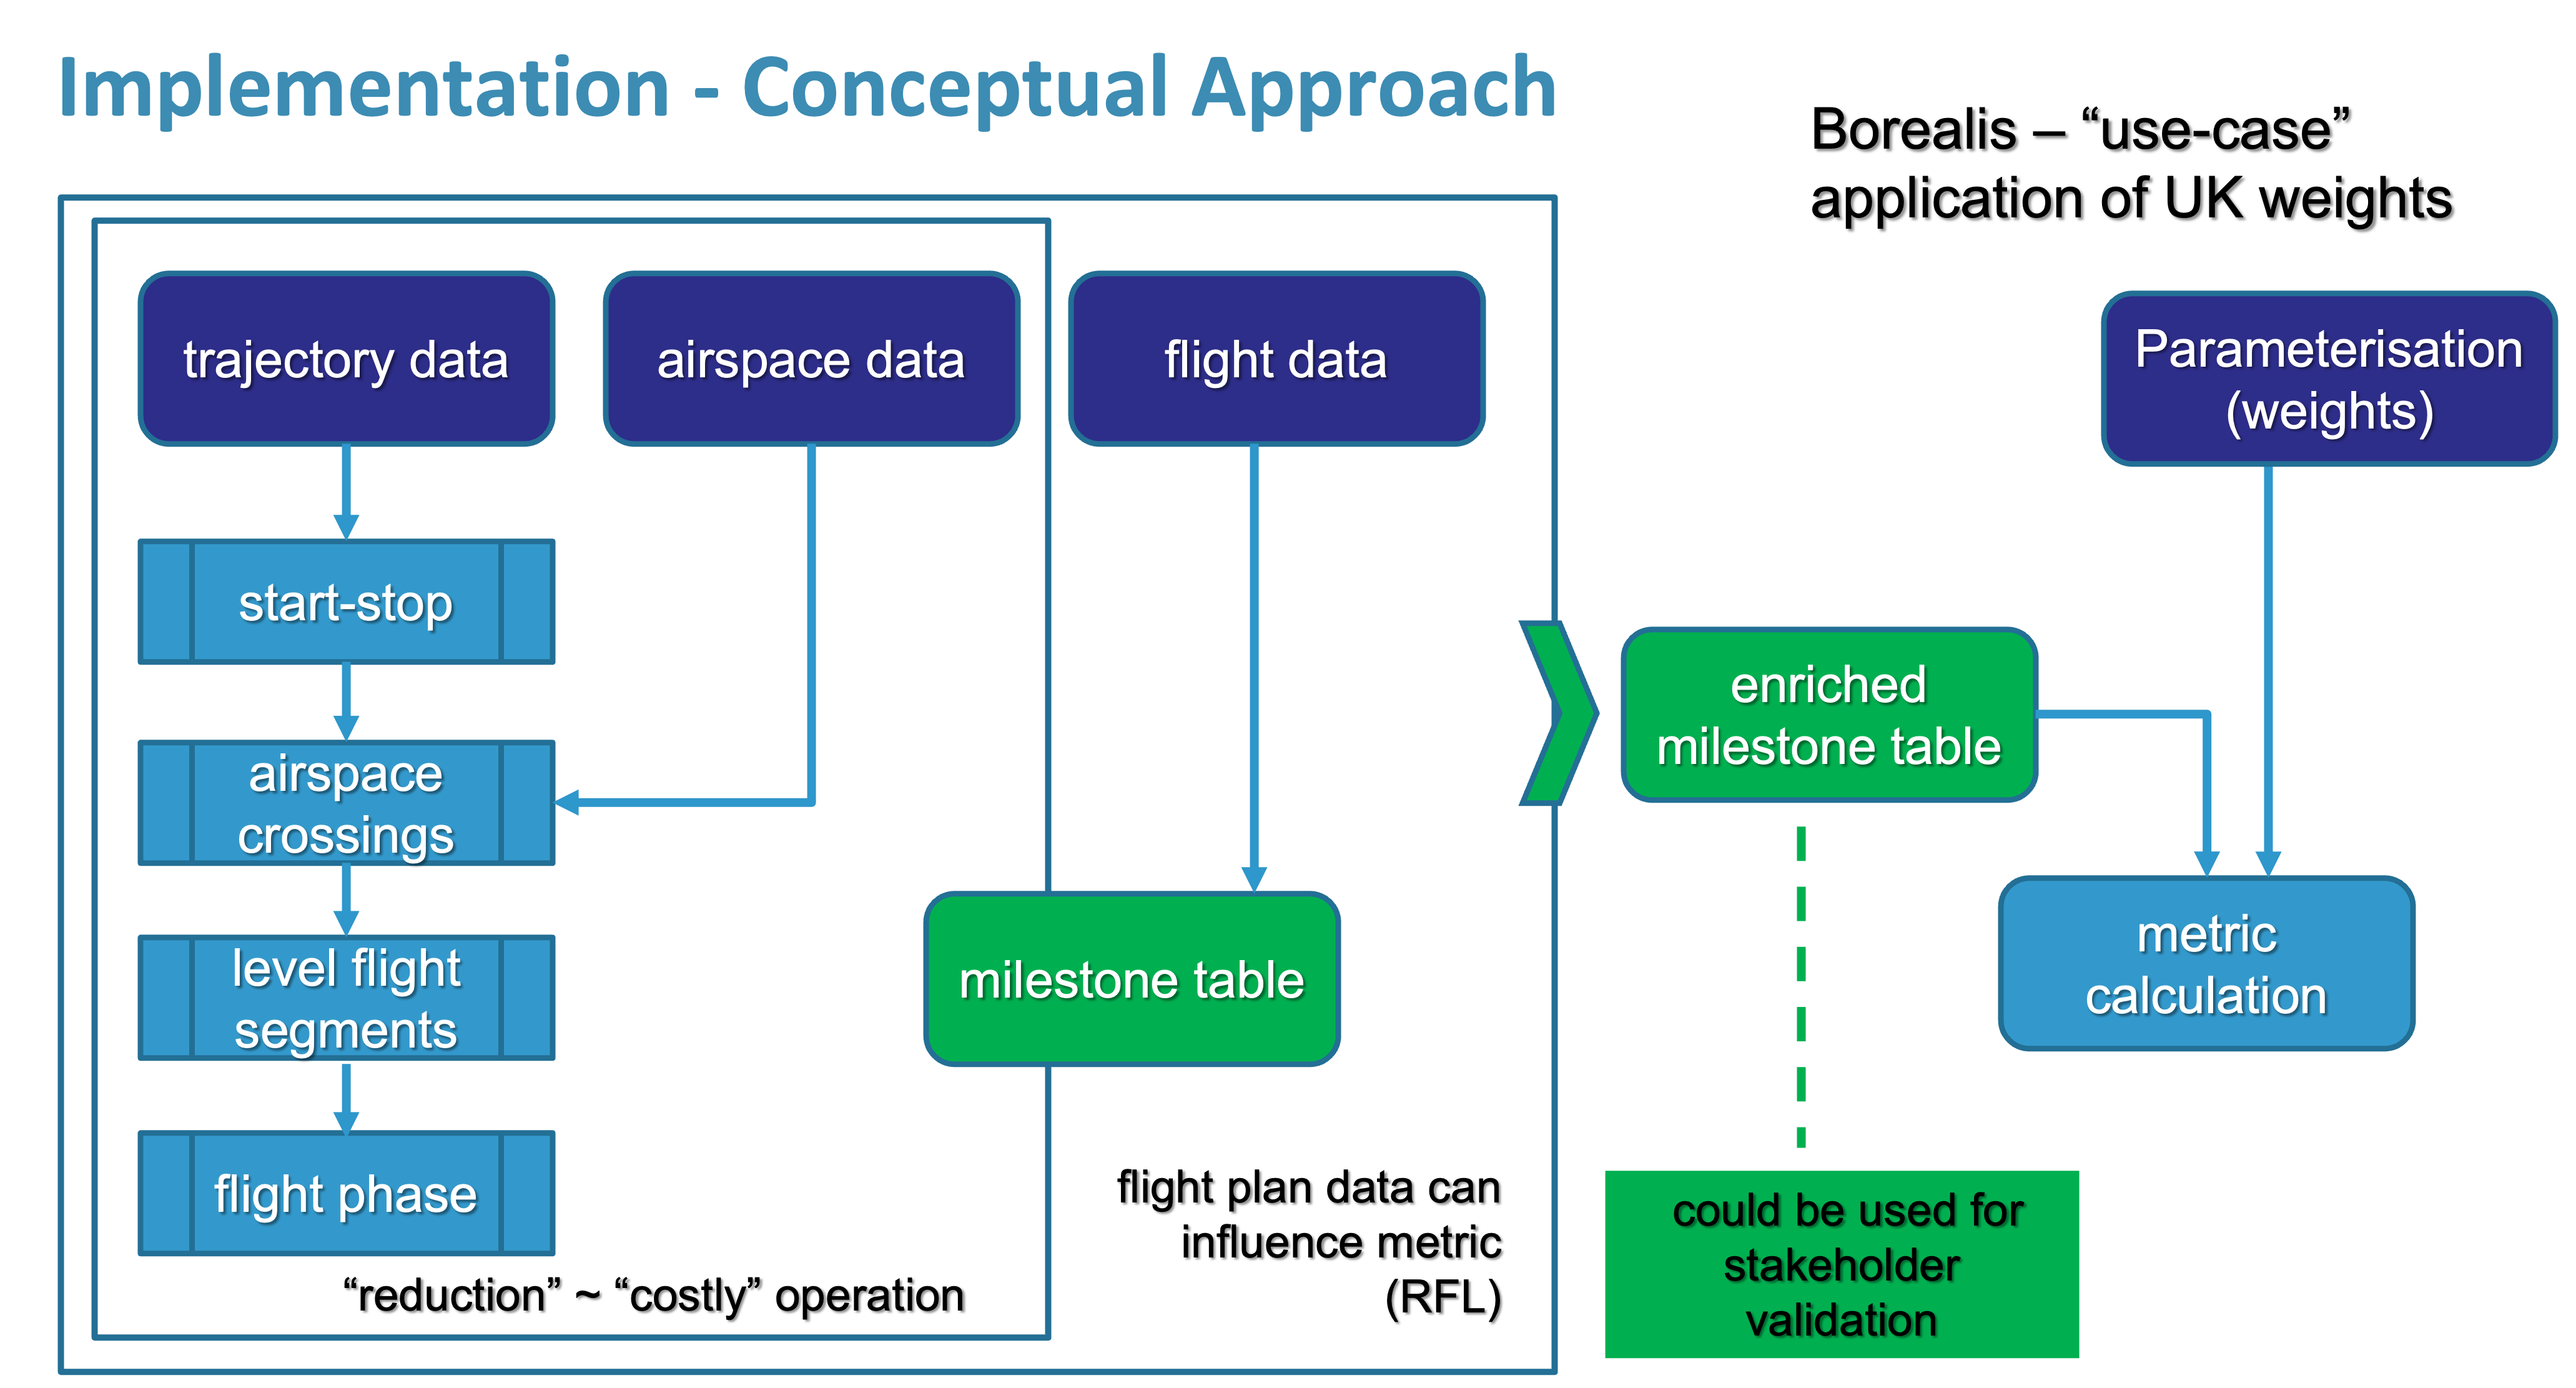 Implementation - Conceptual Approach
Borealis – “use-case”
application of UK weights
trajectory data
airspace data
flight data
Parameterisation
(weights)
start-stop
airspace
crossings
level flight
segments
flight phase
“reduction” ~ “costly” operation
milestone table
flight plan data can
influence metric
(RFL)
enriched
milestone table
metric
calculation
could be used for
stakeholder
validation